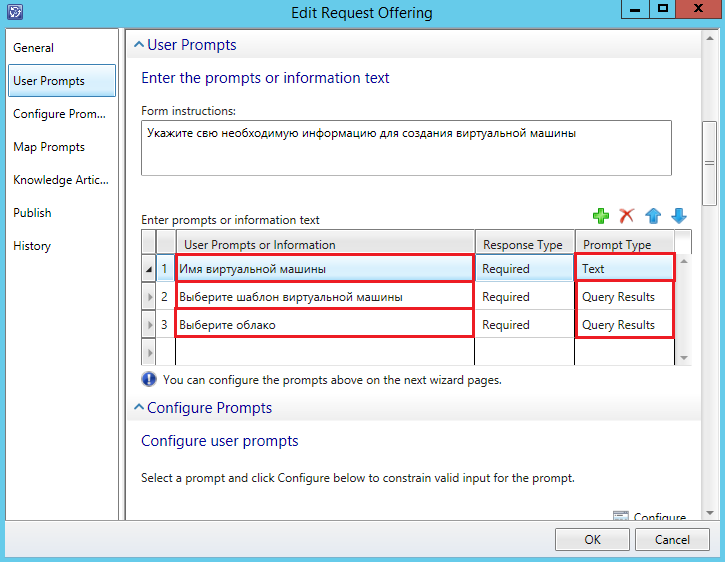 Edit Request Offering
General
User Prompts
Configure Prom...
Map Prompts
Knowledge Artic...
Publish
History
User Prompts
Enter the prompts or information text
Form instructions:
Укажите свю необходимую информацию для создания виртуальной машины
Enter prompts or information text
User Prompts or Information Response Type Prompt Type
1 Имя виртуальной машины Required Text
2 Выберите шаблон виртуальной машины Required Query Results
3 Выберите облако Required Query Results
You can configure the prompts above on the next wizard pages.
Configure Prompts
Configure user prompts
Select a prompt and click Configure below to constrain valid input for the prompt.
Configure
OK Cancel